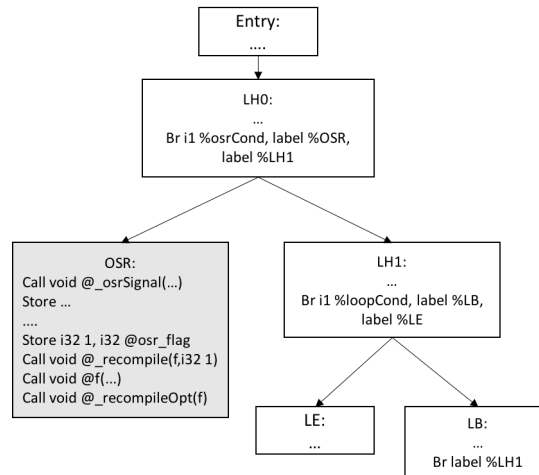 Entry:
....
LH0:
...
Br i1 %osrCond, label %OSR,
label %LH1
OSR:
Call void @_osrSignal(...)
Store ...
....
Store i32 1, i32 @osr_flag
Call void @_recompile(f,i32 1)
Call void @f(...)
Call void @_recompileOpt(f)
LH1:
...
Br i1 %loopCond, label %LB,
label %LE
LE:
...
LB:
...
Br label %LH1